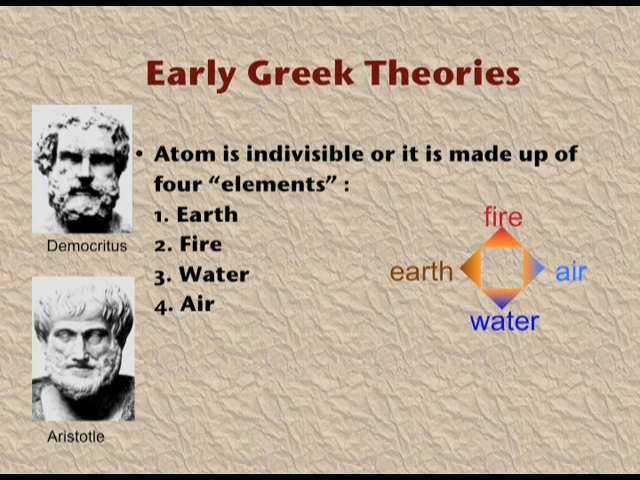 Early Greek Theories
• Atom is indivisible or it is made up of
four “elements” :
1. Earth
2. Fire
3. Water
4. Air
Democritus
Aristotle
fire
earth
air
water